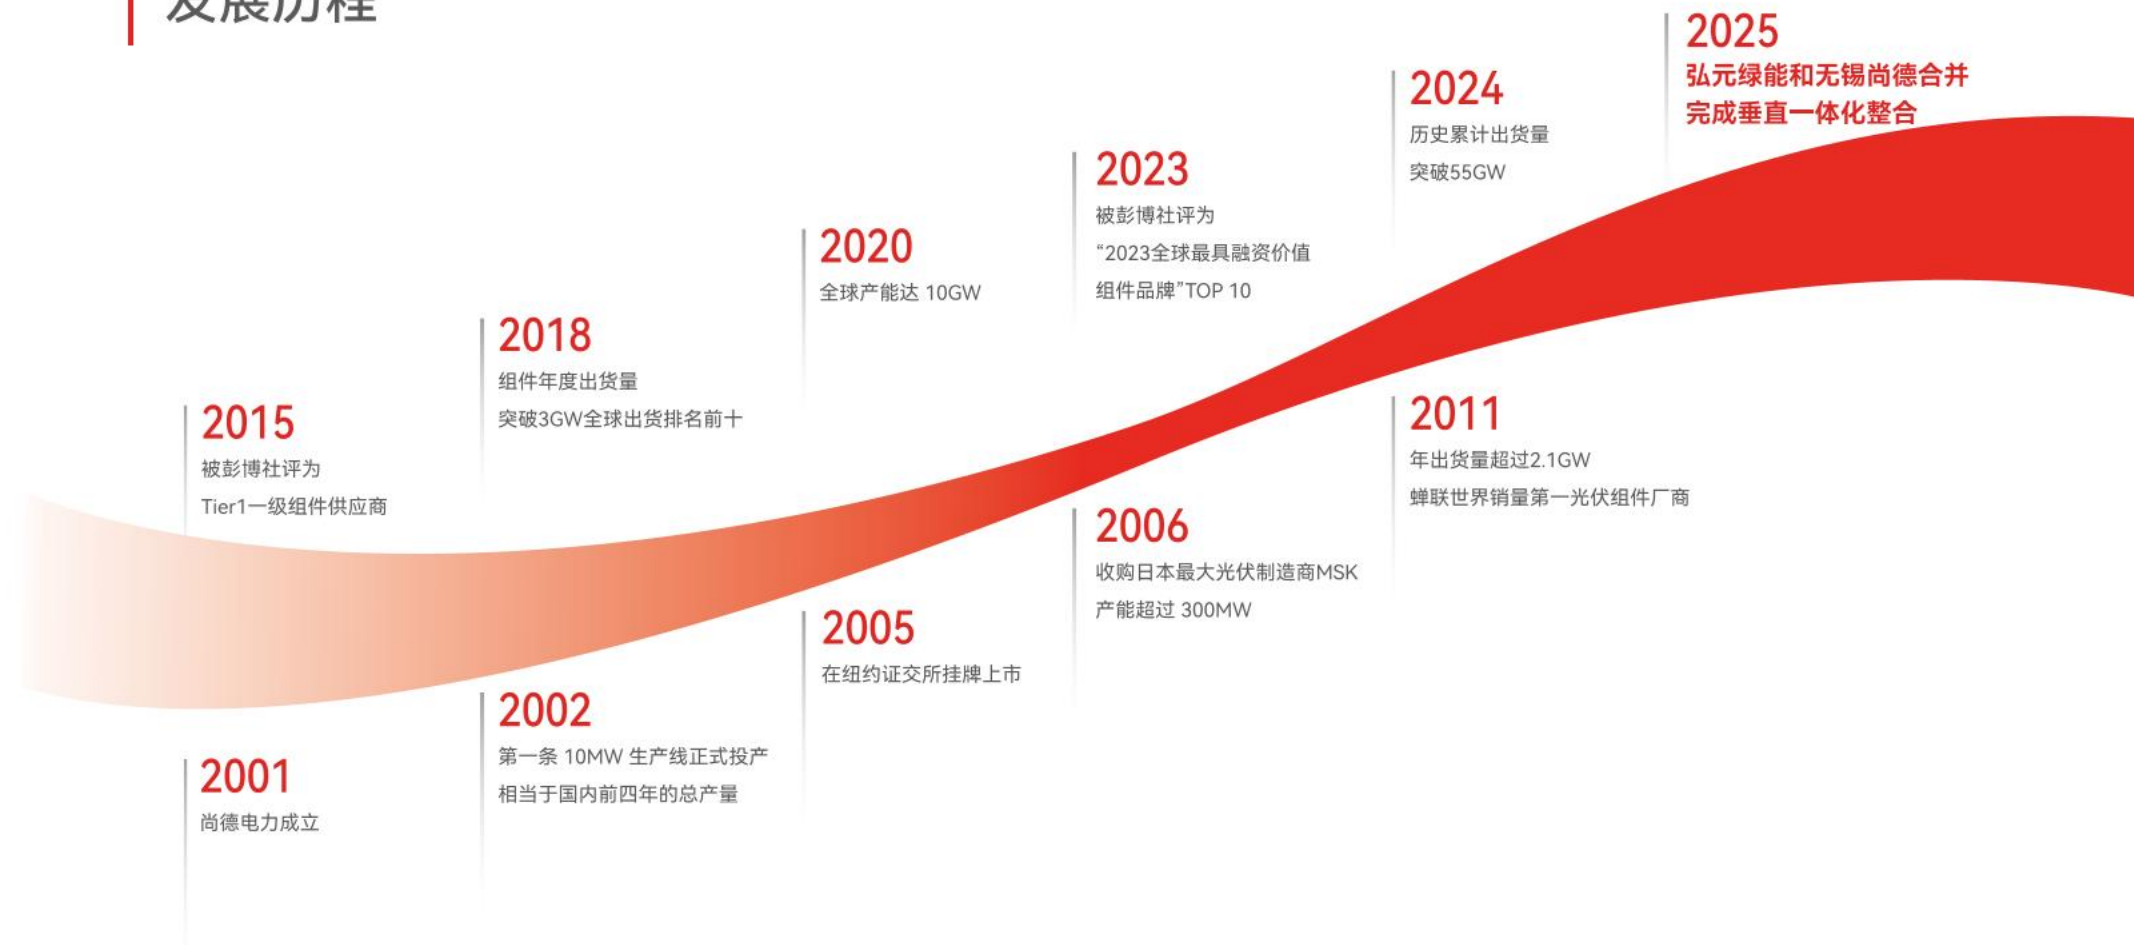 发展历程
2025
弘元绿能和无锡尚德合并
完成垂直一体化整合
2024
历史累计出货量
突破55GW
2023
被彭博社评为
“2023全球最具融资价值
组件品牌”TOP 10
2020
全球产能达 10GW
2018
组件年度出货量
突破3GW全球出货排名前十
2015
被彭博社评为
Tier1一级组件供应商
2011
年出货量超过2.1GW
蝉联世界销量第一光伏组件厂商
2006
收购日本最大光伏制造商MSK
产能超过 300MW
2005
在纽约证交所挂牌上市
2002
第一条 10MW 生产线正式投产
相当于国内前四年的总产量
2001
尚德电力成立